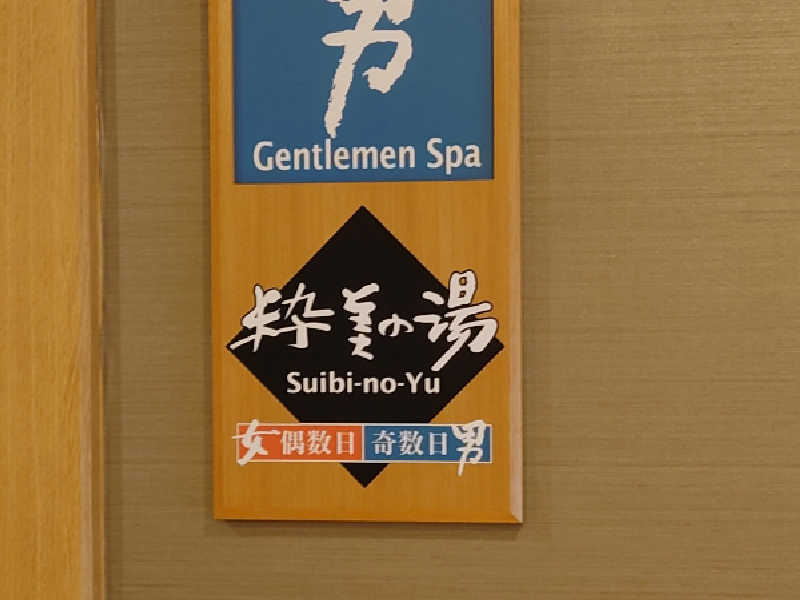 男
Gentlemen Spa
粋美の湯
Suibi-no-Yu
女 偶数日 奇数日 男